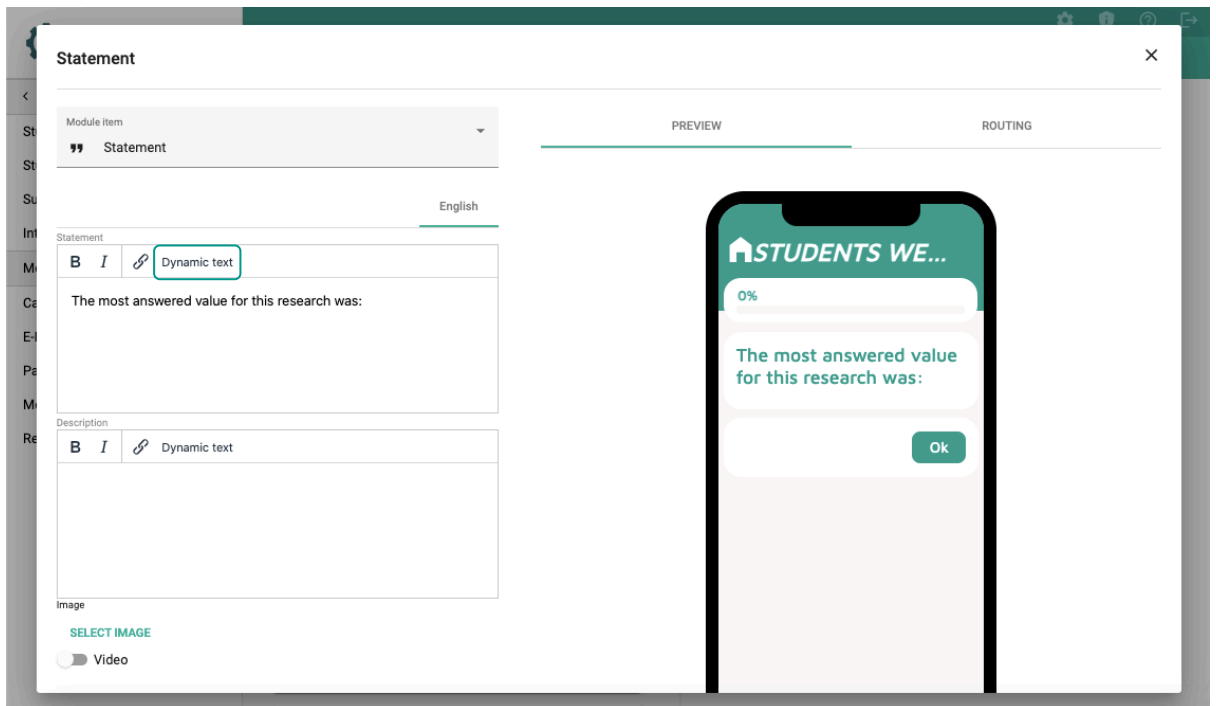 Statement
Module item
Statement
English
Statement
B I Dynamic text
The most answered value for this research was:
Description
B I Dynamic text
Image
SELECT IMAGE
Video
PREVIEW ROUTING
STUDENTS WE...
0%
The most answered value
for this research was:
Ok